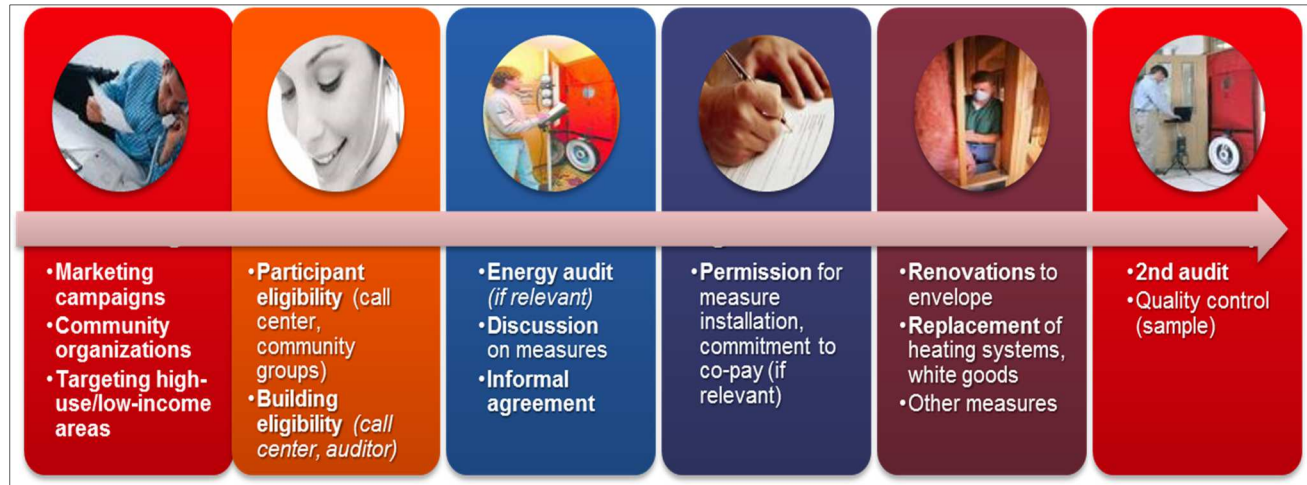 •Marketing
campaigns
•Community
organizations
•Targeting high-
use/low-income
areas
•Participant
eligibility (call
center,
community
groups)
•Building
eligibility (call
center, auditor)
•Energy audit
(if relevant)
•Discussion
on measures
•Informal
agreement
•Permission for
measure
installation,
commitment to
co-pay (if
relevant)
•Renovations to
envelope
•Replacement of
heating systems,
white goods
•Other measures
•2nd audit
•Quality control
(sample)